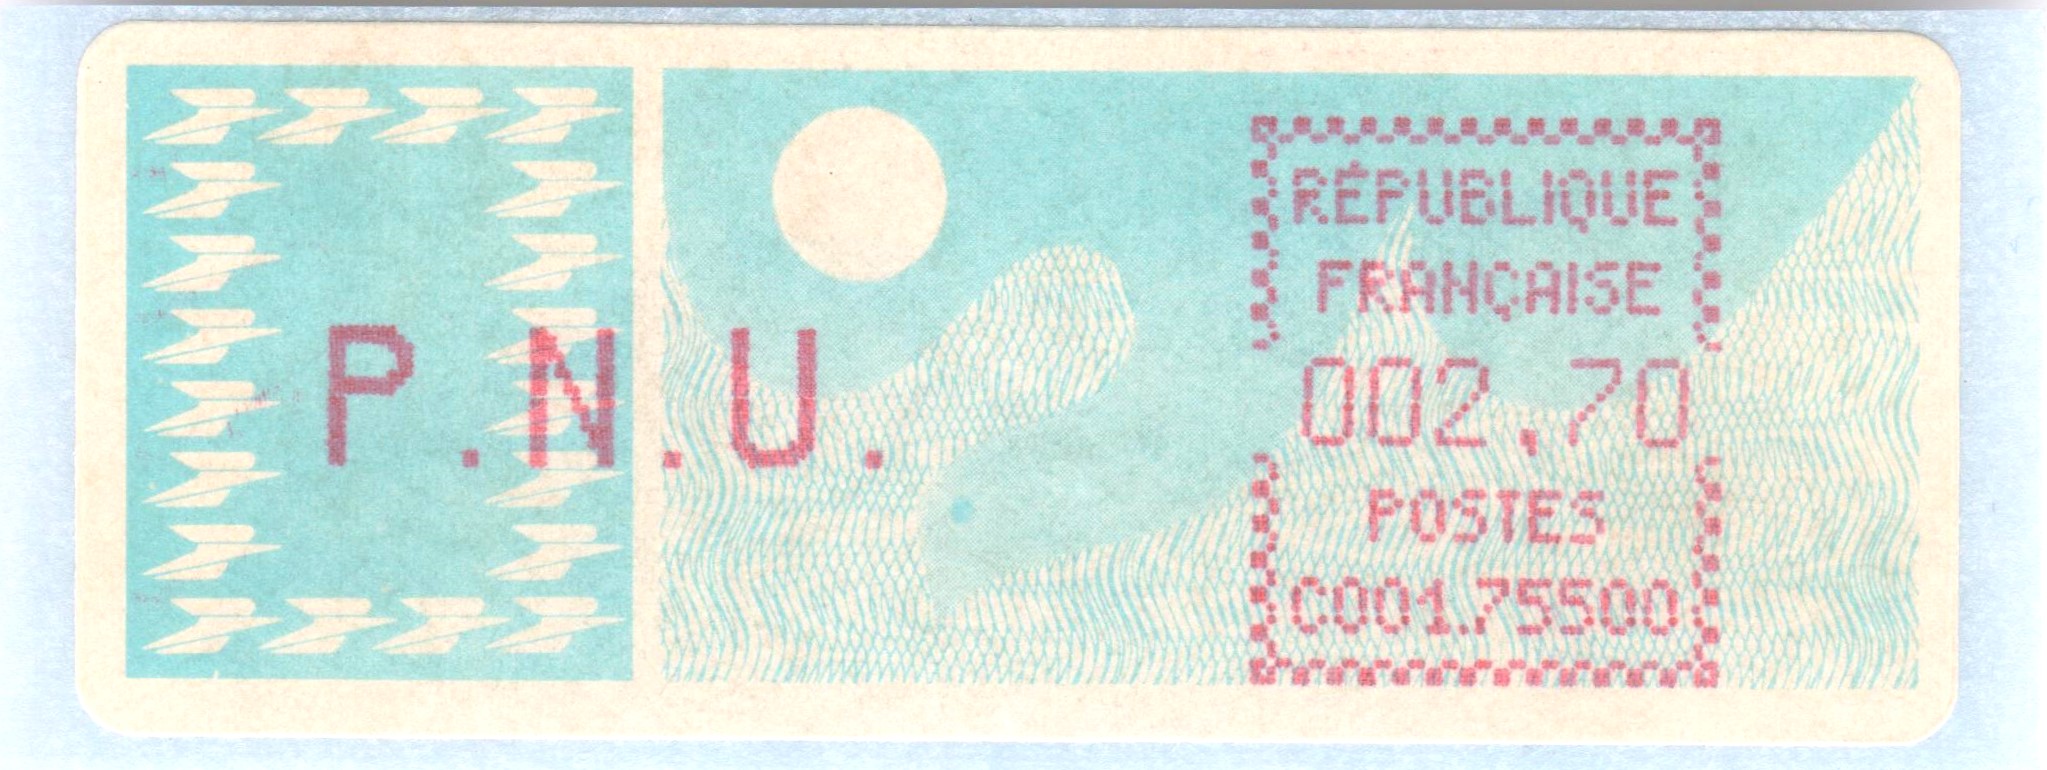 P.N.U.
RÉPUBLIQUE
FRANÇAISE
002,70
POSTES
C001.75500